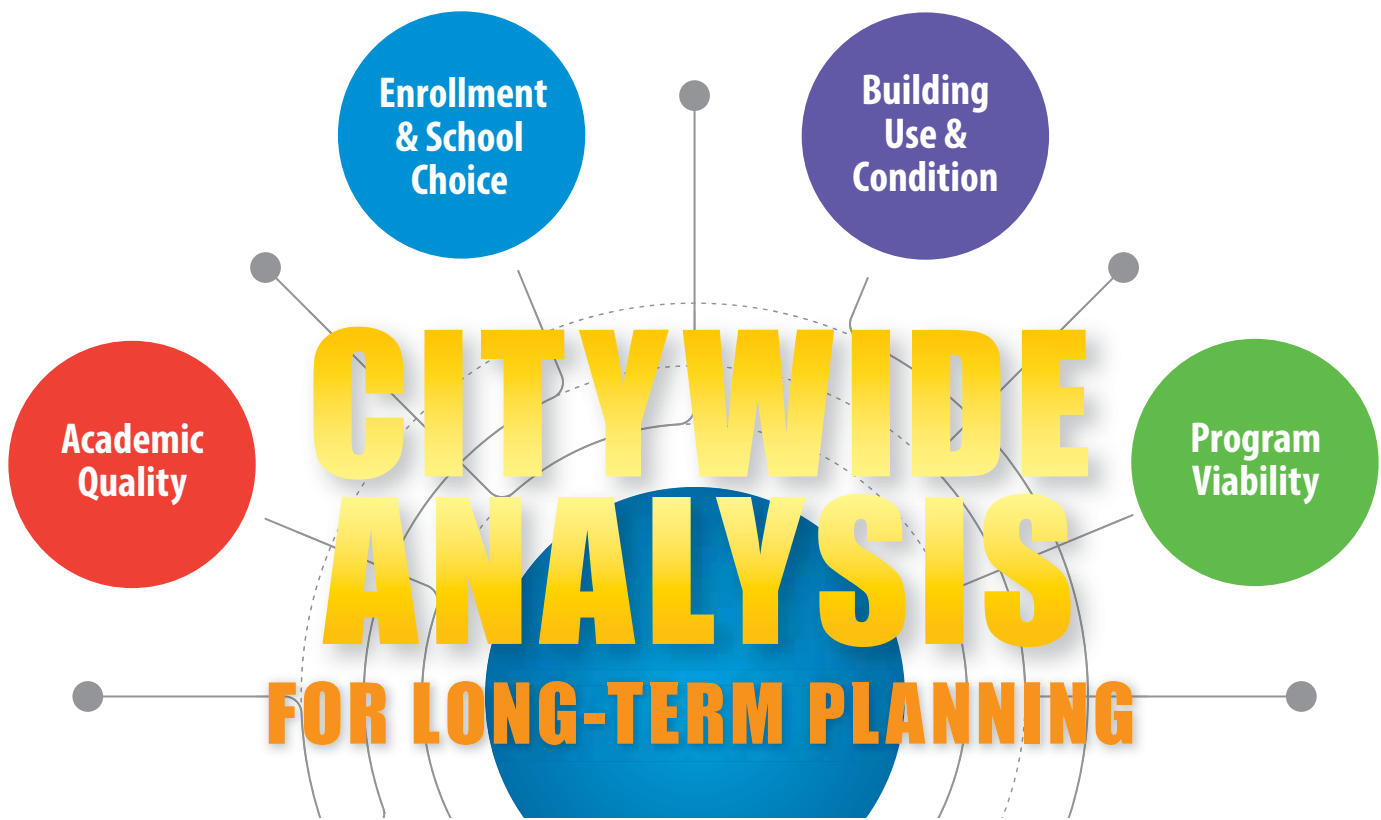 Enrollment
& School
Choice
Building
Use &
Condition
Academic
Quality
Program
Viability
CITYWIDE
ANALYSIS
FOR LONG-TERM PLANNING